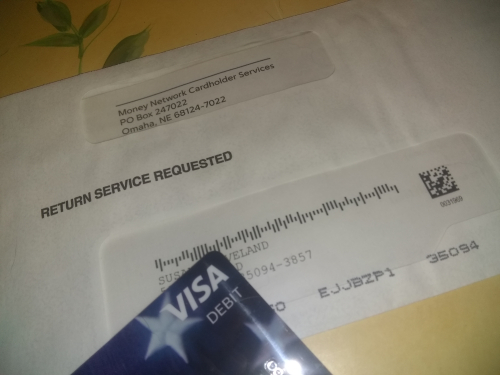 Money Network Cardholder Services
PO Box 247022
Omaha, NE 68124-7022
RETURN SERVICE REQUESTED
VELAND
5094-3857
EJJBZP1 35094
VISA
DEBIT